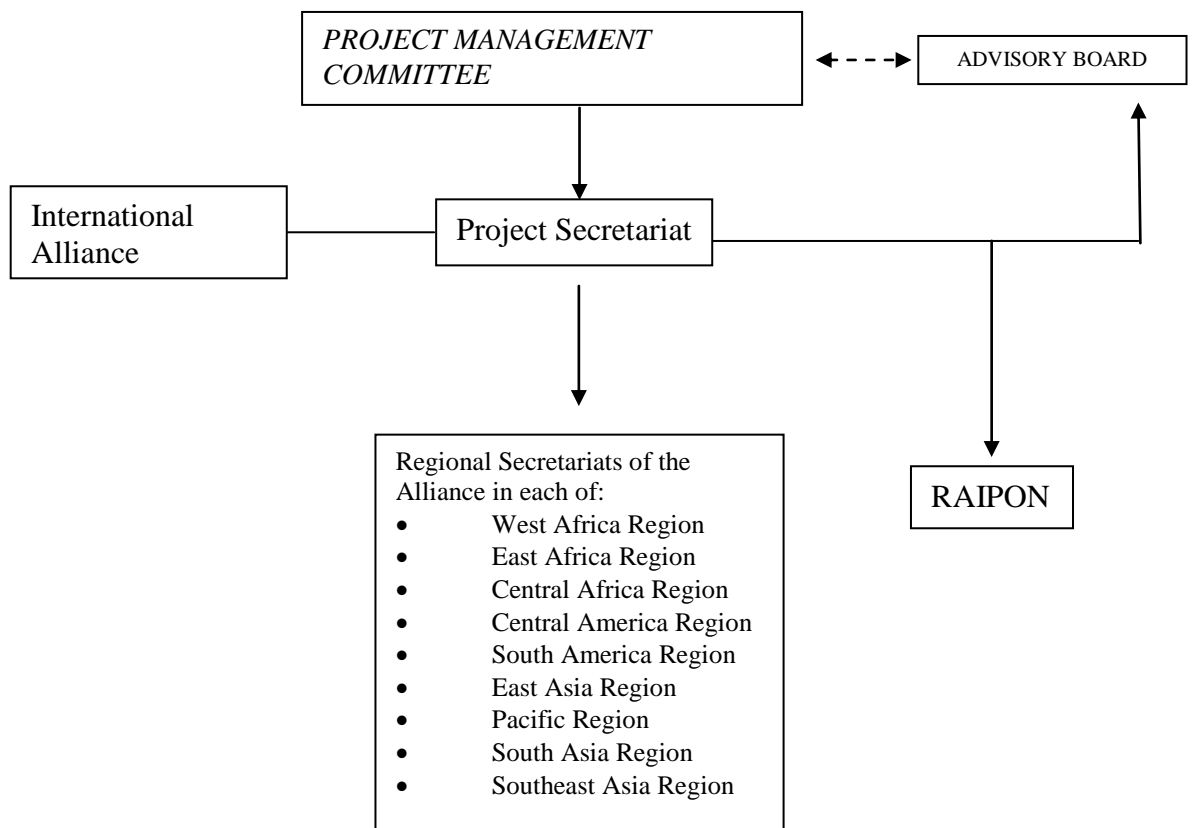 PROJECT MANAGEMENT
COMMITTEE
ADVISORY BOARD
International
Alliance
Project Secretariat
Regional Secretariats of the
Alliance in each of:
• West Africa Region
• East Africa Region
• Central Africa Region
• Central America Region
• South America Region
• East Asia Region
• Pacific Region
• South Asia Region
• Southeast Asia Region
RAIPON